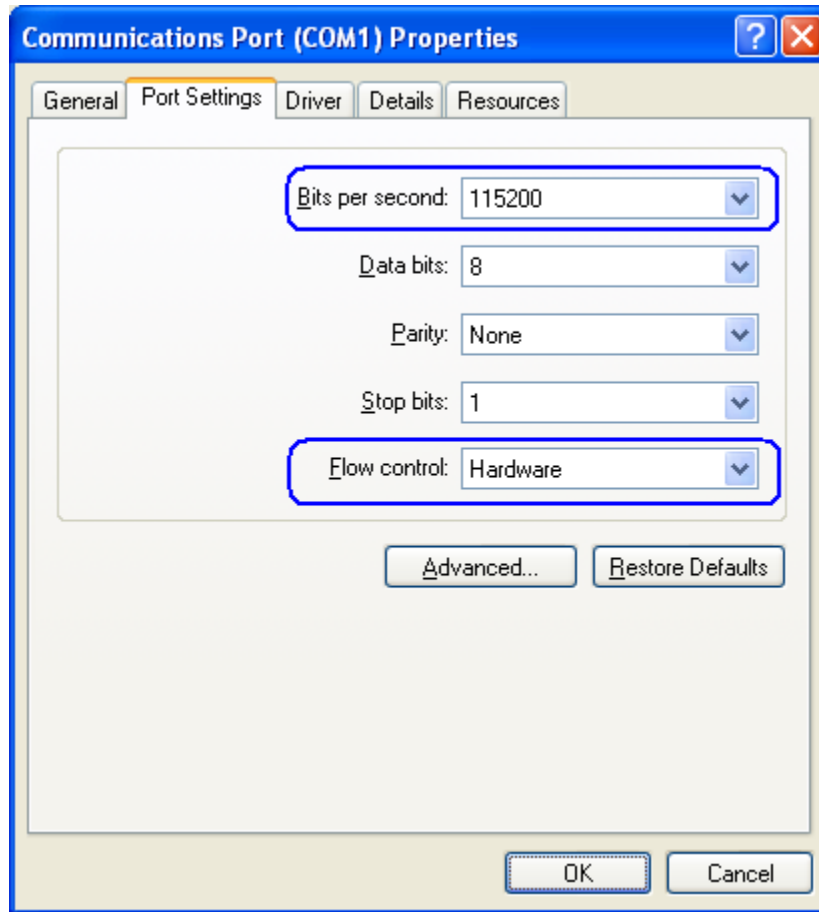 Communications Port (COM1) Properties
General Port Settings Driver Details Resources
Bits per second: 115200
Data bits: 8
Parity: None
Stop bits: 1
Flow control: Hardware
Advanced... Restore Defaults
OK Cancel